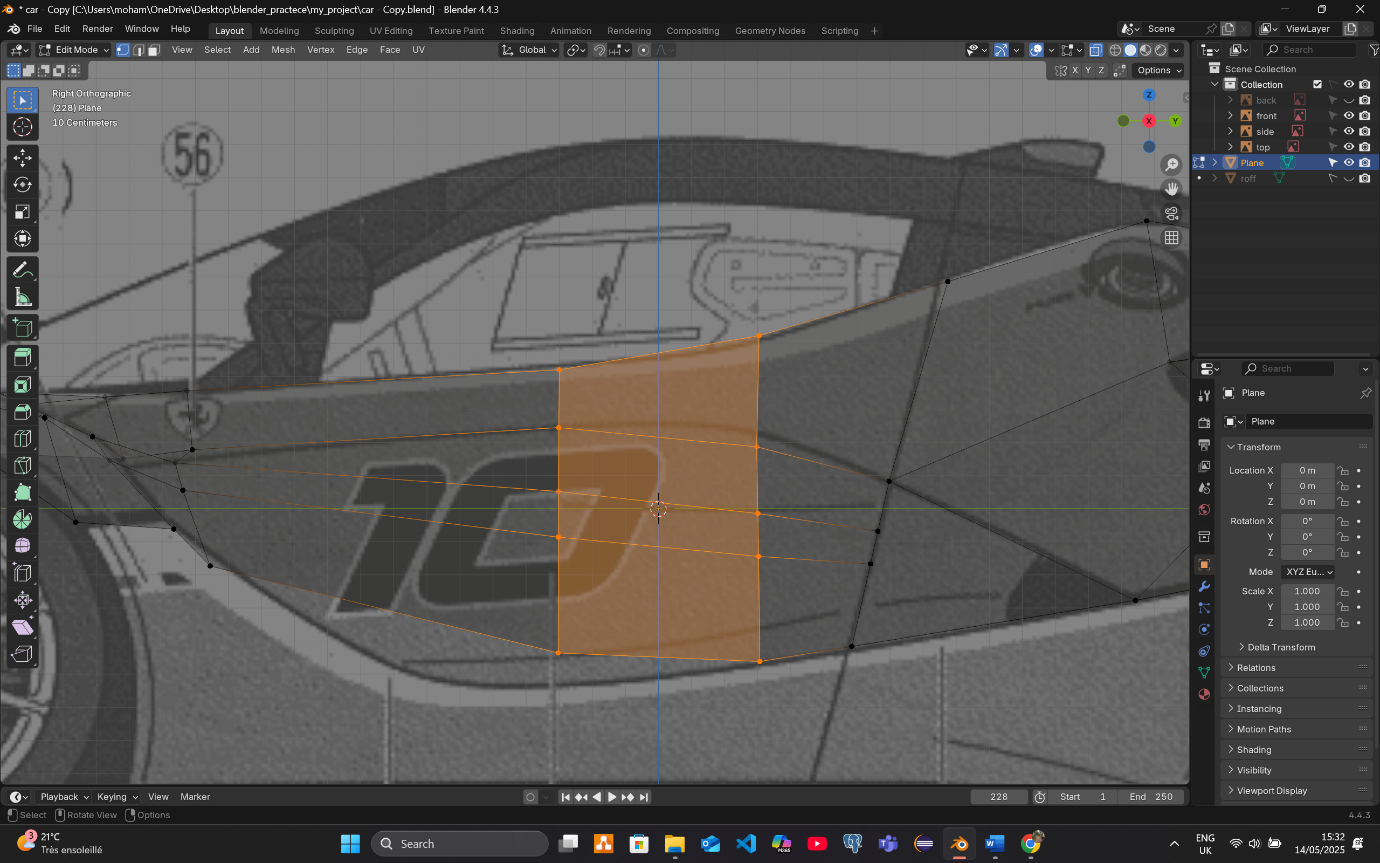 * car - Copy [C:\Users\moham\OneDrive\Desktop\blender_practece\my_project\car - Copy.blend] - Blender 4.4.3
File Edit Render Window Help Layout Modeling Sculpting UV Editing Texture Paint Shading Animation Rendering Compositing Geometry Nodes Scripting + Scene ViewLayer
Edit Mode View Select Add Mesh Vertex Edge Face UV Global Search
X Y Z Options
Right Orthographic
(228) Plane
10 Centimeters
Z
X
Y
56
10
Scene Collection
Collection
back
front
side
top
Plane
roff
Search
Plane
Plane
Transform
Location X 0 m
Y 0 m
Z 0 m
Rotation X 0°
Y 0°
Z 0°
Mode XYZ Eu...
Scale X 1.000
Y 1.000
Z 1.000
Delta Transform
Relations
Collections
Instancing
Motion Paths
Shading
Visibility
Viewport Display
Playback Keying View Marker 228 Start 1 End 250
Select Rotate View Options 4.4.3
3 21°C
Très ensoleillé
Search
M365
ENG
UK
15:32
14/05/2025